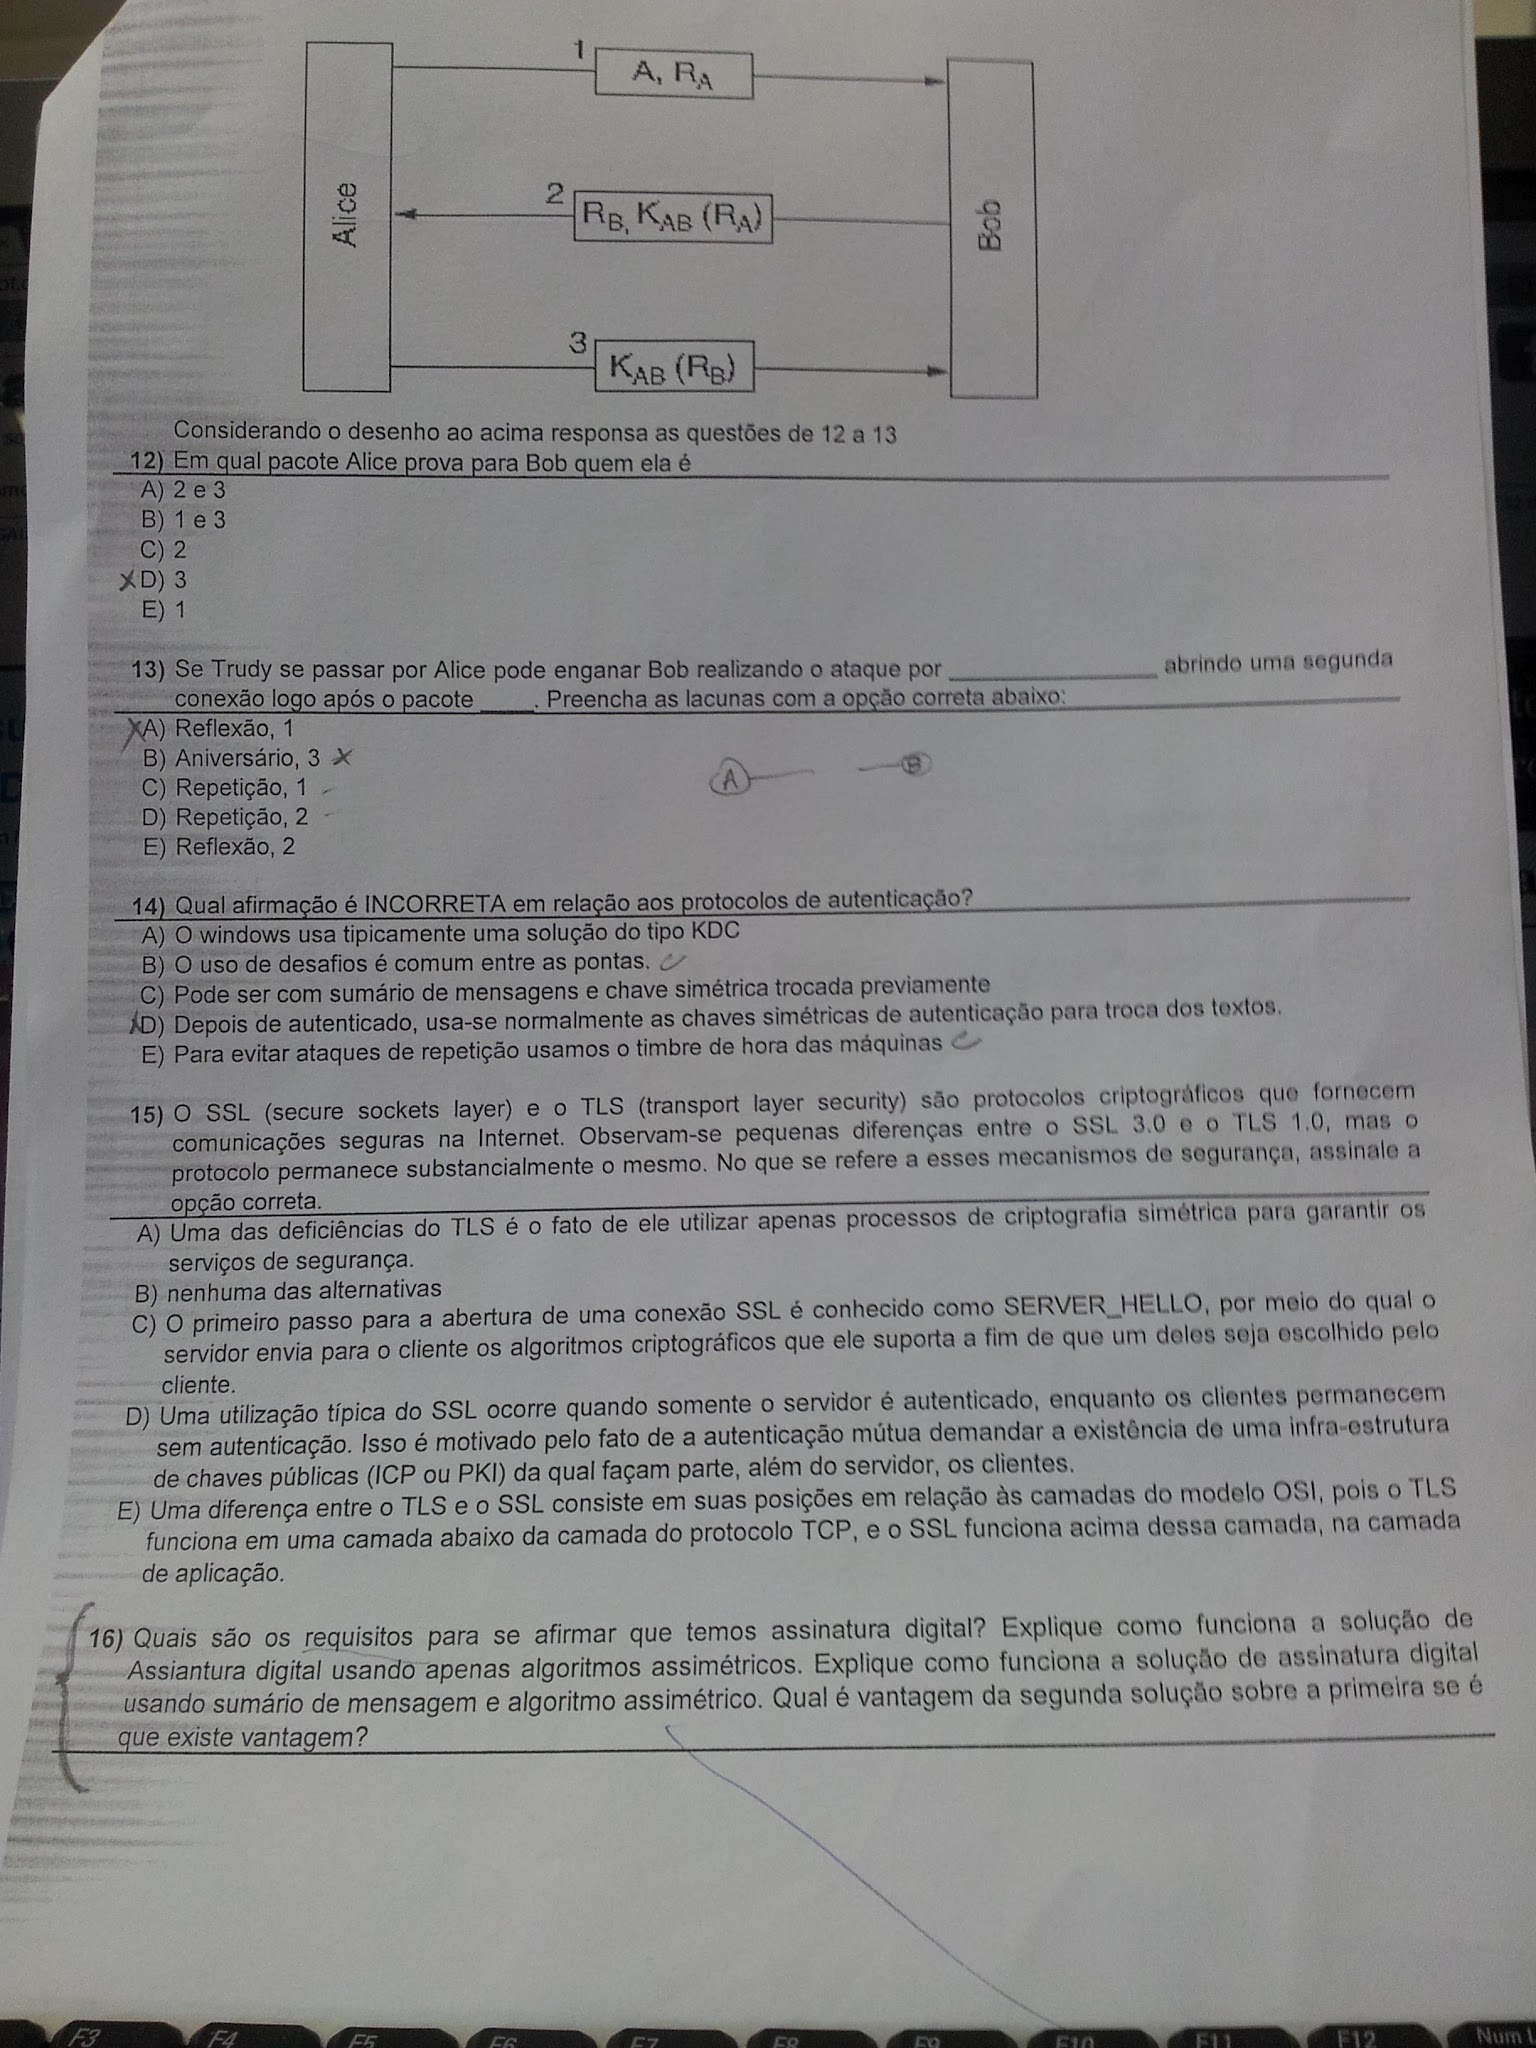 1
A, RA
Alice
2
RB, KAB (RA)
Bob
3
KAB (RB)
Considerando o desenho ao acima responsa as questões de 12 a 13
12) Em qual pacote Alice prova para Bob quem ela é
A) 2 e 3
B) 1 e 3
C) 2
X D) 3
E) 1
13) Se Trudy se passar por Alice pode enganar Bob realizando o ataque por ________________ abrindo uma segunda
conexão logo após o pacote ____. Preencha as lacunas com a opção correta abaixo:
X A) Reflexão, 1
B) Aniversário, 3 X
C) Repetição, 1
D) Repetição, 2
E) Reflexão, 2
A B
14) Qual afirmação é INCORRETA em relação aos protocolos de autenticação?
A) O windows usa tipicamente uma solução do tipo KDC
B) O uso de desafios é comum entre as pontas. C
C) Pode ser com sumário de mensagens e chave simétrica trocada previamente
X D) Depois de autenticado, usa-se normalmente as chaves simétricas de autenticação para troca dos textos.
E) Para evitar ataques de repetição usamos o timbre de hora das máquinas C
15) O SSL (secure sockets layer) e o TLS (transport layer security) são protocolos criptográficos que fornecem
comunicações seguras na Internet. Observam-se pequenas diferenças entre o SSL 3.0 e o TLS 1.0, mas o
protocolo permanece substancialmente o mesmo. No que se refere a esses mecanismos de segurança, assinale a
opção correta.
A) Uma das deficiências do TLS é o fato de ele utilizar apenas processos de criptografia simétrica para garantir os
serviços de segurança.
B) nenhuma das alternativas
C) O primeiro passo para a abertura de uma conexão SSL é conhecido como SERVER_HELLO, por meio do qual o
servidor envia para o cliente os algoritmos criptográficos que ele suporta a fim de que um deles seja escolhido pelo
cliente.
D) Uma utilização típica do SSL ocorre quando somente o servidor é autenticado, enquanto os clientes permanecem
sem autenticação. Isso é motivado pelo fato de a autenticação mútua demandar a existência de uma infra-estrutura
de chaves públicas (ICP ou PKI) da qual façam parte, além do servidor, os clientes.
E) Uma diferença entre o TLS e o SSL consiste em suas posições em relação às camadas do modelo OSI, pois o TLS
funciona em uma camada abaixo da camada do protocolo TCP, e o SSL funciona acima dessa camada, na camada
de aplicação.
16) Quais são os requisitos para se afirmar que temos assinatura digital? Explique como funciona a solução de
Assiantura digital usando apenas algoritmos assimétricos. Explique como funciona a solução de assinatura digital
usando sumário de mensagem e algoritmo assimétrico. Qual é vantagem da segunda solução sobre a primeira se é
que existe vantagem?
F3 F4 F5 F6 F7 F8 F9 F10 F11 F12 Num L